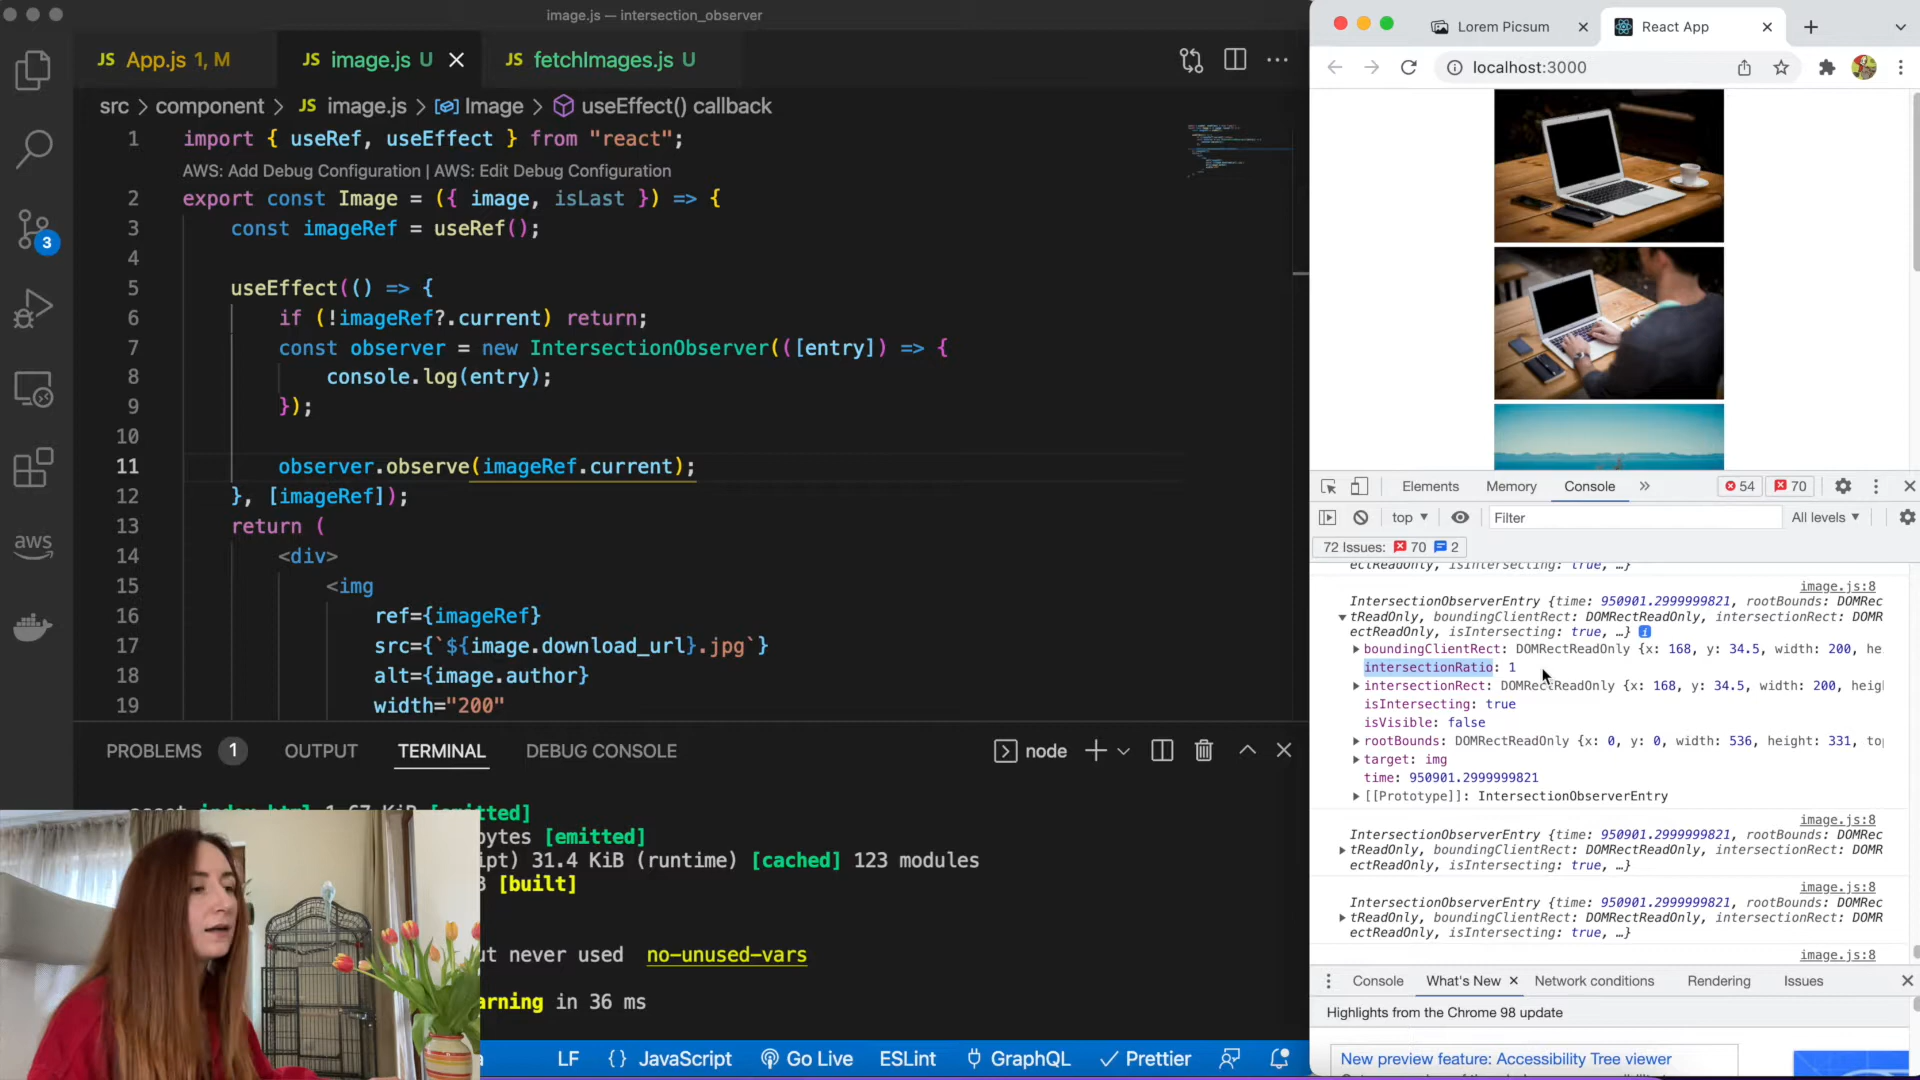 image.js — intersection_observer
JS App.js 1, M
JS image.js U
JS fetchImages.js U
src > component > JS image.js > Image > useEffect() callback
1 import { useRef, useEffect } from "react";
AWS: Add Debug Configuration | AWS: Edit Debug Configuration
2 export const Image = ({ image, isLast }) => {
3 const imageRef = useRef();
4
5 useEffect(() => {
6 if (!imageRef?.current) return;
7 const observer = new IntersectionObserver(([entry]) => {
8 console.log(entry);
9 });
10
11 observer.observe(imageRef.current);
12 }, [imageRef]);
13 return (
14 <div>
15 <img
16 ref={imageRef}
17 src={`${image.download_url}.jpg`}
18 alt={image.author}
19 width="200"
3
aws
PROBLEMS 1 OUTPUT TERMINAL DEBUG CONSOLE
node
[emitted]
bytes [emitted]
ipt) 31.4 KiB (runtime) [cached] 123 modules
[built]
ut never used no-unused-vars
arning in 36 ms
LF {} JavaScript Go Live ESLint GraphQL Prettier
Lorem Picsum
React App
localhost:3000
Elements Memory Console » 54 70
top ▼ Filter All levels ▼
72 Issues: 70 2
ectReadOnly, isIntersecting: true, …}
image.js:8
IntersectionObserverEntry {time: 950901.2999999821, rootBounds: DOMRec
tReadOnly, boundingClientRect: DOMRectReadOnly, intersectionRect: DOMR
ectReadOnly, isIntersecting: true, …} i
boundingClientRect: DOMRectReadOnly {x: 168, y: 34.5, width: 200, he
intersectionRatio: 1
intersectionRect: DOMRectReadOnly {x: 168, y: 34.5, width: 200, heigh
isIntersecting: true
isVisible: false
rootBounds: DOMRectReadOnly {x: 0, y: 0, width: 536, height: 331, top
target: img
time: 950901.2999999821
[[Prototype]]: IntersectionObserverEntry
image.js:8
IntersectionObserverEntry {time: 950901.2999999821, rootBounds: DOMRec
tReadOnly, boundingClientRect: DOMRectReadOnly, intersectionRect: DOMR
ectReadOnly, isIntersecting: true, …}
image.js:8
IntersectionObserverEntry {time: 950901.2999999821, rootBounds: DOMRec
tReadOnly, boundingClientRect: DOMRectReadOnly, intersectionRect: DOMR
ectReadOnly, isIntersecting: true, …}
image.js:8
Console What's New Network conditions Rendering Issues
Highlights from the Chrome 98 update
New preview feature: Accessibility Tree viewer